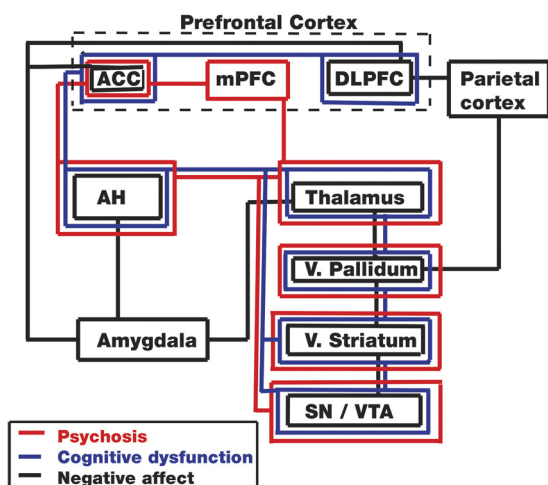 Prefrontal Cortex
ACC
mPFC
DLPFC
Parietal
cortex
AH
Thalamus
V. Pallidum
Amygdala
V. Striatum
SN / VTA
Psychosis
Cognitive dysfunction
Negative affect